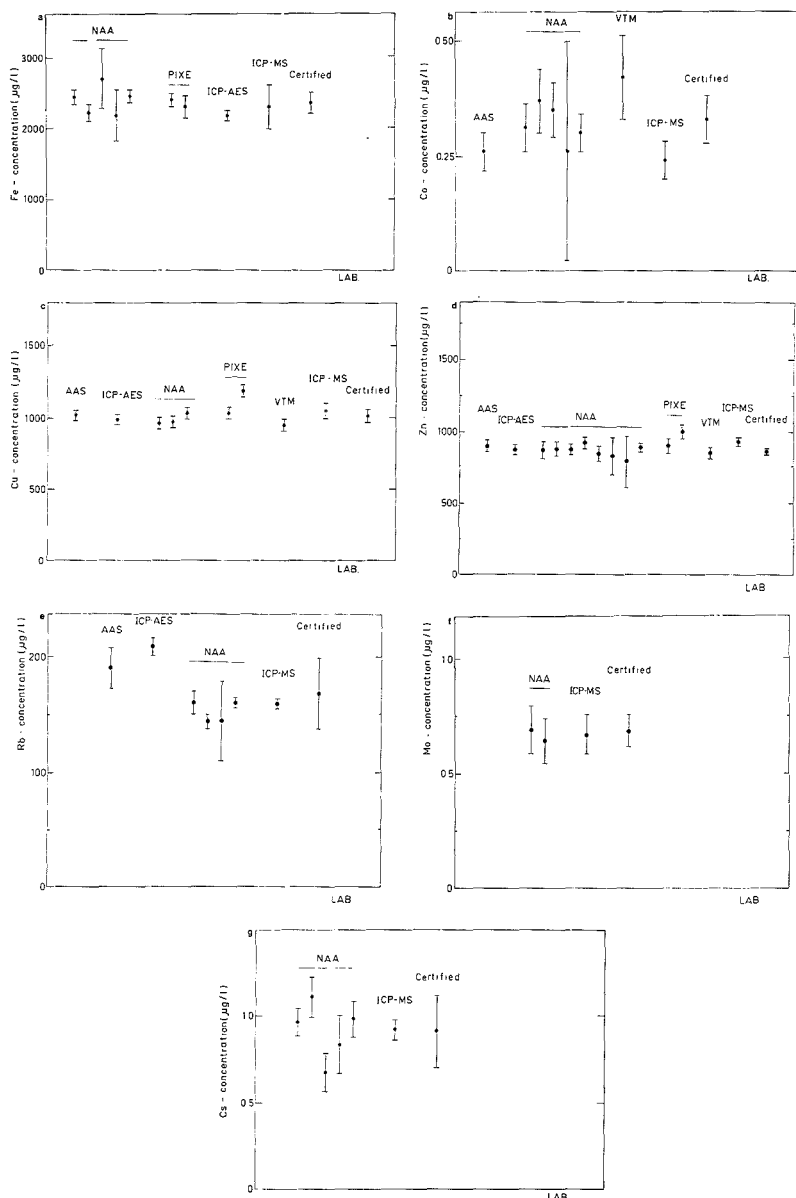 a
NAA
PIXE
ICP-AES
ICP-MS
Certified
3000
2000
1000
0
Fe - concentration (µg/l)
LAB.
b
AAS
NAA
VTM
ICP-MS
Certified
0.50
0.25
0
Co - concentration (µg/l)
LAB.
c
AAS
ICP-AES
NAA
PIXE
VTM
ICP-MS
Certified
1500
1000
500
0
Cu - concentration (µg/l)
LAB.
d
AAS
ICP-AES
NAA
PIXE
VTM
ICP-MS
Certified
1500
1000
500
0
Zn - concentration (µg/l)
LAB
e
AAS
ICP-AES
NAA
ICP-MS
Certified
200
100
0
Rb - concentration (µg/l)
LAB
f
NAA
ICP-MS
Certified
1.0
0.5
0
Mo - concentration (µg/l)
LAB
g
NAA
ICP-MS
Certified
1.0
0.5
0
Cs - concentration (µg/l)
LAB